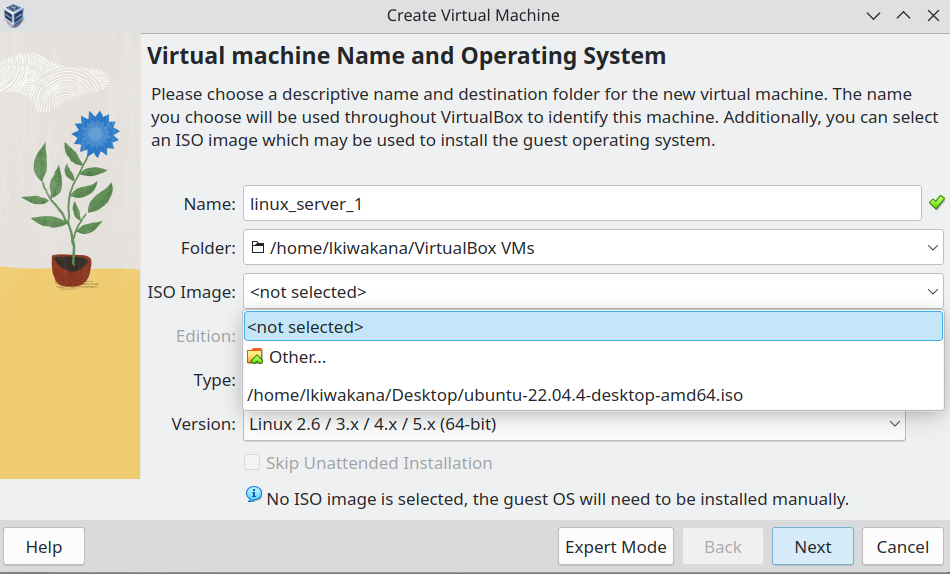 Create Virtual Machine
Virtual machine Name and Operating System
Please choose a descriptive name and destination folder for the new virtual machine. The name
you choose will be used throughout VirtualBox to identify this machine. Additionally, you can select
an ISO image which may be used to install the guest operating system.
Name: linux_server_1
Folder: /home/lkiwakana/VirtualBox VMs
ISO Image: <not selected>
<not selected>
Edition:
Other...
Type:
/home/lkiwakana/Desktop/ubuntu-22.04.4-desktop-amd64.iso
Version: Linux 2.6 / 3.x / 4.x / 5.x (64-bit)
Skip Unattended Installation
No ISO image is selected, the guest OS will need to be installed manually.
Help Expert Mode Back Next Cancel